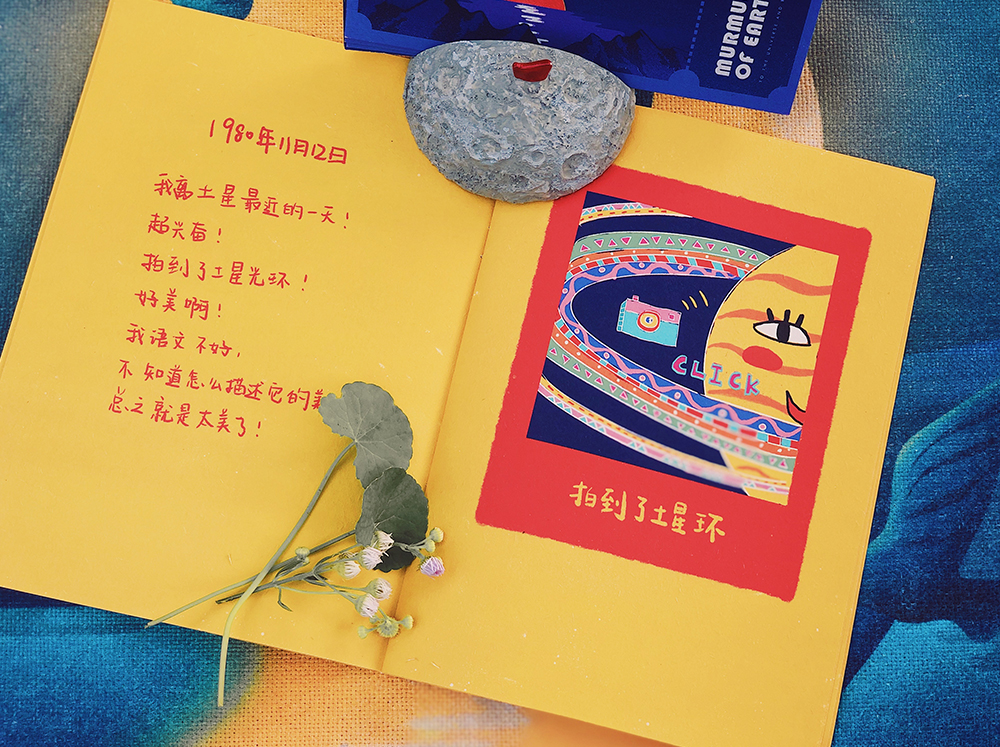 MURMU
OF EART
1980年11月12日
我离土星最近的一天！
超兴奋！
拍到了土星光环！
好美啊！
我语文不好，
不知道怎么描述它的美
总之就是太美了！
CLICK
拍到了土星环